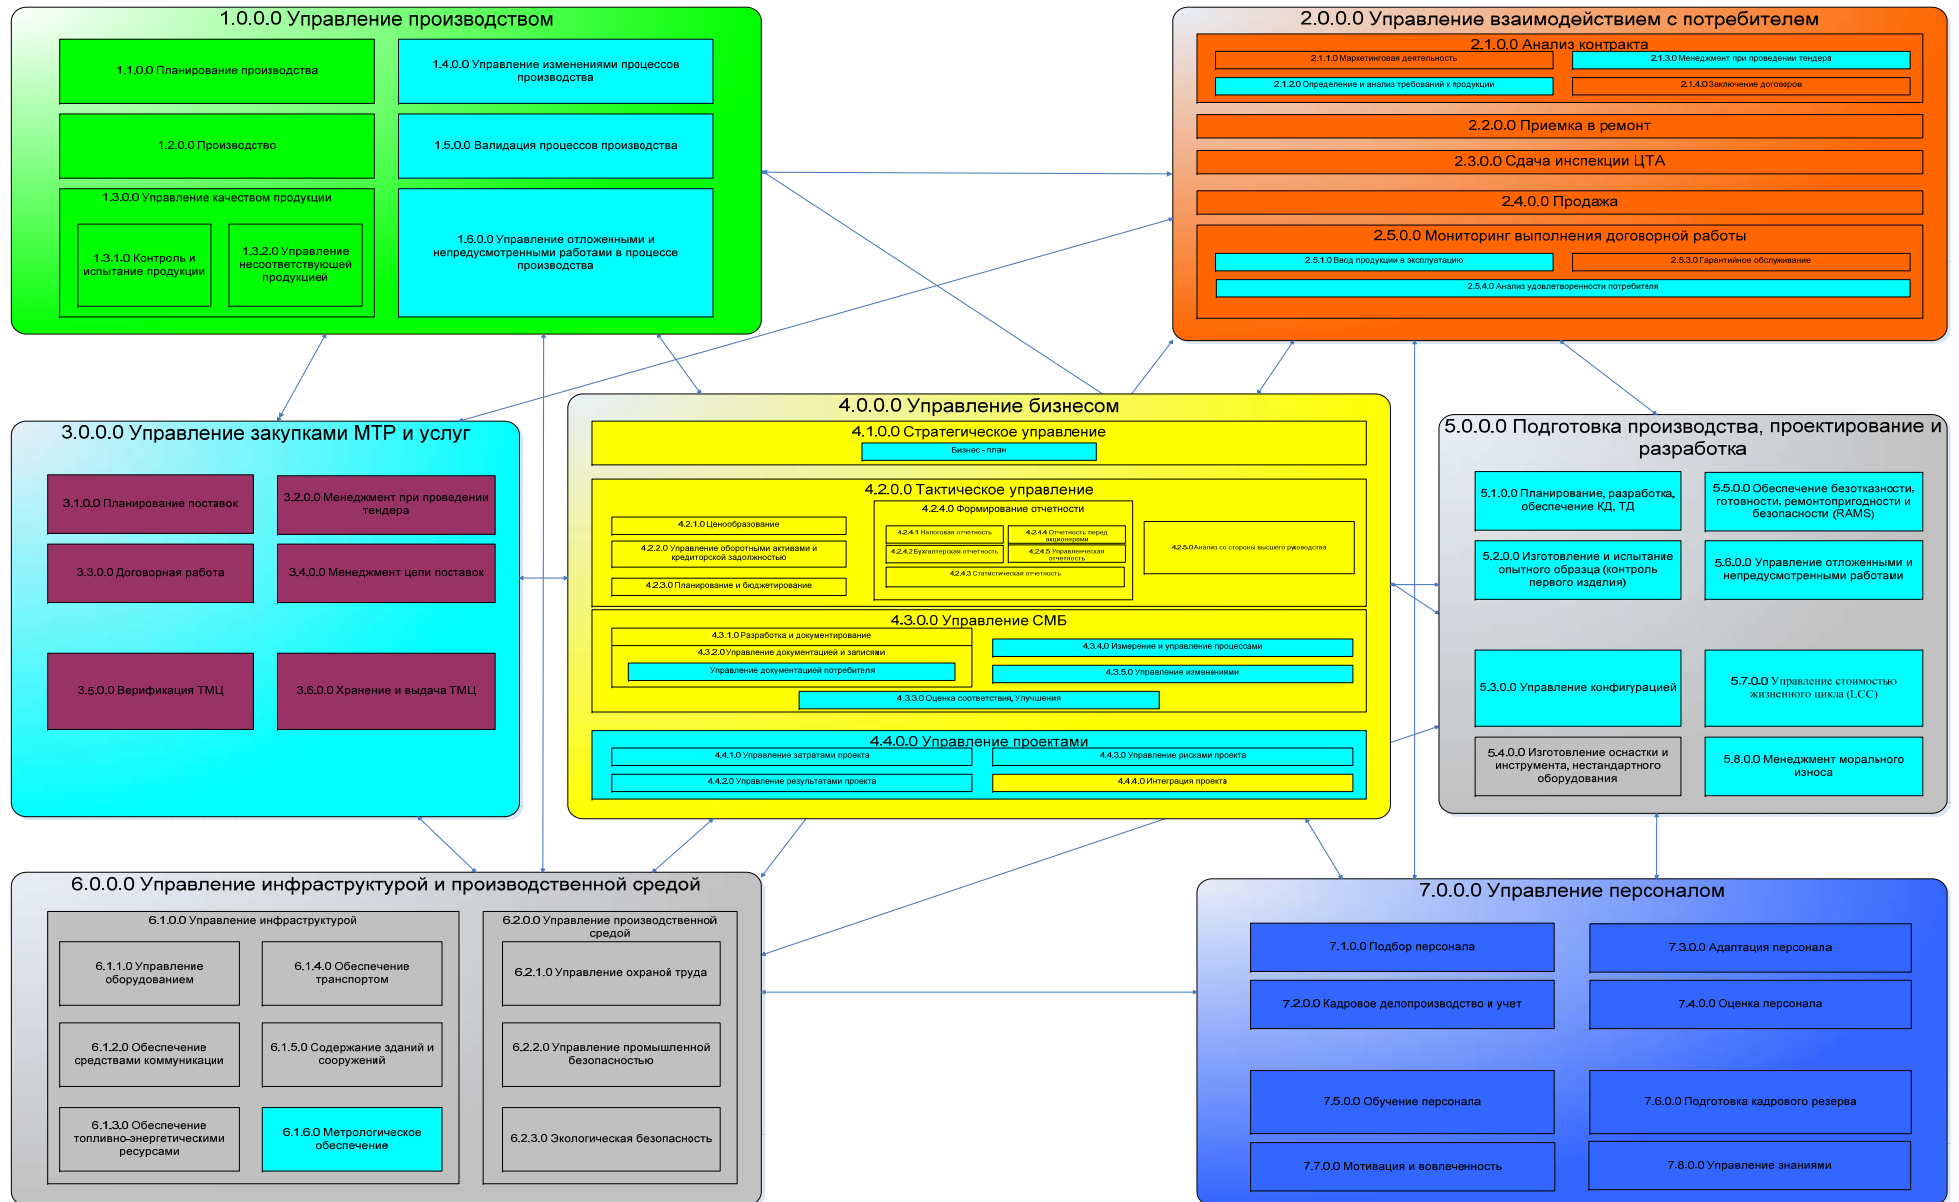 1.0.0.0 Управление производством
1.1.0.0 Планирование производства
1.4.0.0 Управление изменениями процессов
производства
1.2.0.0 Производство
1.5.0.0 Валидация процессов производства
1.3.0.0 Управление качеством продукции
1.3.1.0 Контроль и
испытание продукции
1.3.2.0 Управление
несоответствующей
продукцией
1.6.0.0 Управление отложенными и
непредусмотренными работами в процессе
производства
2.0.0.0 Управление взаимодействием с потребителем
2.1.0.0 Анализ контракта
2.1.1.0 Маркетинговая деятельность
2.1.3.0 Менеджмент при проведении тендера
2.1.2.0 Определение и анализ требований к продукции
2.1.4.0 Заключение договоров
2.2.0.0 Приемка в ремонт
2.3.0.0 Сдача инспекции ЦТА
2.4.0.0 Продажа
2.5.0.0 Мониторинг выполнения договорной работы
2.5.1.0 Ввод продукции в эксплуатацию
2.5.3.0 Гарантийное обслуживание
2.5.4.0 Анализ удовлетворенности потребителя
3.0.0.0 Управление закупками МТР и услуг
3.1.0.0 Планирование поставок
3.2.0.0 Менеджмент при проведении
тендера
3.3.0.0 Договорная работа
3.4.0.0 Менеджмент цепи поставок
3.5.0.0 Верификация ТМЦ
3.6.0.0 Хранение и выдача ТМЦ
4.0.0.0 Управление бизнесом
4.1.0.0 Стратегическое управление
Бизнес - план
4.2.0.0 Тактическое управление
4.2.1.0 Ценообразование
4.2.2.0 Управление оборотными активами и
кредиторской задолжностью
4.2.3.0 Планирование и бюджетирование
4.2.4.0 Формирование отчетности
4.2.4.1 Налоговая отчетность
4.2.4.4 Отчетность перед
акционерами
4.2.4.2 Бухгалтерская отчетность
4.2.4.5 Управленческая
отчетность
4.2.4.3 Статистическая отчетность
4.2.5.0 Анализ со стороны высшего руководства
4.3.0.0 Управление СМБ
4.3.1.0 Разработка и документирование
4.3.2.0 Управление документацией и записями
Управление документацией потребителя
4.3.4.0 Измерение и управление процессами
4.3.5.0 Управление изменениями
4.3.3.0 Оценка соответствия, Улучшения
4.4.0.0 Управление проектами
4.4.1.0 Управление затратами проекта
4.4.3.0 Управление рисками проекта
4.4.2.0 Управление результатами проекта
4.4.4.0 Интеграция проекта
5.0.0.0 Подготовка производства, проектирование и
разработка
5.1.0.0 Планирование, разработка,
обеспечение КД, ТД
5.5.0.0 Обеспечение безотказности,
готовности, ремонтопригодности и
безопасности (RAMS)
5.2.0.0 Изготовление и испытание
опытного образца (контроль
первого изделия)
5.6.0.0 Управление отложенными и
непредусмотренными работами
5.3.0.0 Управление конфигурацией
5.7.0.0 Управление стоимостью
жизненного цикла (LCC)
5.4.0.0 Изготовление оснастки и
инструмента, нестандартного
оборудования
5.8.0.0 Менеджмент морального
износа
6.0.0.0 Управление инфраструктурой и производственной средой
6.1.0.0 Управление инфраструктурой
6.1.1.0 Управление
оборудованием
6.1.4.0 Обеспечение
транспортом
6.1.2.0 Обеспечение
средствами коммуникации
6.1.5.0 Содержание зданий и
сооружений
6.1.3.0 Обеспечение
топливно-энергетическими
ресурсами
6.1.6.0 Метрологическое
обеспечение
6.2.0.0 Управление производственной
средой
6.2.1.0 Управление охраной труда
6.2.2.0 Управление промышленной
безопасностью
6.2.3.0 Экологическая безопасность
7.0.0.0 Управление персоналом
7.1.0.0 Подбор персонала
7.3.0.0 Адаптация персонала
7.2.0.0 Кадровое делопроизводство и учет
7.4.0.0 Оценка персонала
7.5.0.0 Обучение персонала
7.6.0.0 Подготовка кадрового резерва
7.7.0.0 Мотивация и вовлеченность
7.8.0.0 Управление знаниями